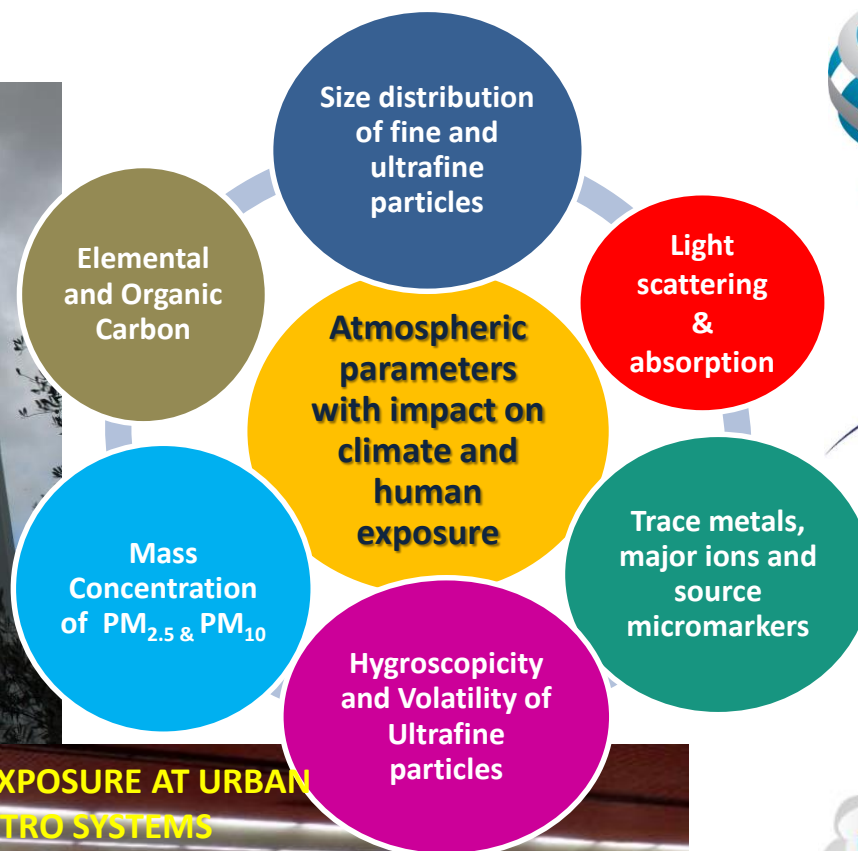 Size distribution
of fine and
ultrafine
particles
Light
scattering
&
absorption
Elemental
and Organic
Carbon
Atmospheric
parameters
with impact on
climate and
human
exposure
Trace metals,
major ions and
source
micromarkers
Mass
Concentration
of PM₂.₅ & PM₁₀
Hygroscopicity
and Volatility of
Ultrafine
particles
XPOSURE AT URBAN
TRO SYSTEMS